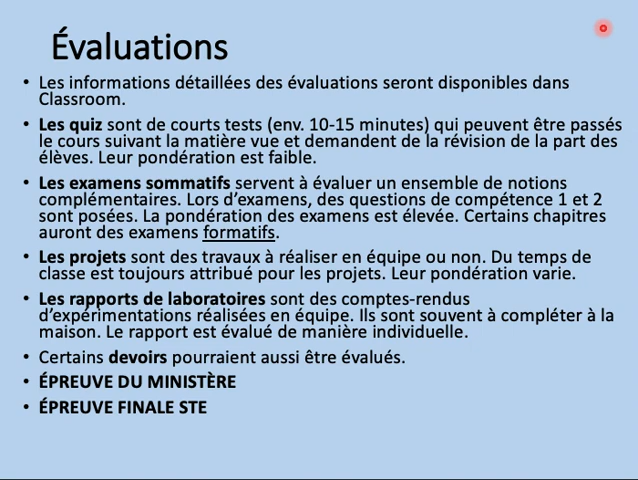 Évaluations
• Les informations détaillées des évaluations seront disponibles dans
Classroom.
• Les quiz sont de courts tests (env. 10-15 minutes) qui peuvent être passés
le cours suivant la matière vue et demandent de la révision de la part des
élèves. Leur pondération est faible.
• Les examens sommatifs servent à évaluer un ensemble de notions
complémentaires. Lors d'examens, des questions de compétence 1 et 2
sont posées. La pondération des examens est élevée. Certains chapitres
auront des examens formatifs.
• Les projets sont des travaux à réaliser en équipe ou non. Du temps de
classe est toujours attribué pour les projets. Leur pondération varie.
• Les rapports de laboratoires sont des comptes-rendus
d'expérimentations réalisées en équipe. Ils sont souvent à compléter à la
maison. Le rapport est évalué de manière individuelle.
• Certains devoirs pourraient aussi être évalués.
• ÉPREUVE DU MINISTÈRE
• ÉPREUVE FINALE STE